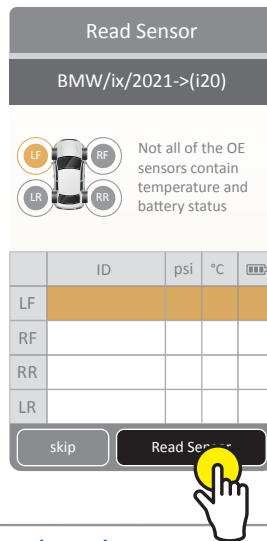 Read Sensor
BMW/ix/2021->(i20)
LF
RF
LR
RR
Not all of the OE
sensors contain
temperature and
battery status
ID psi °C
LF
RF
RR
LR
skip
Read